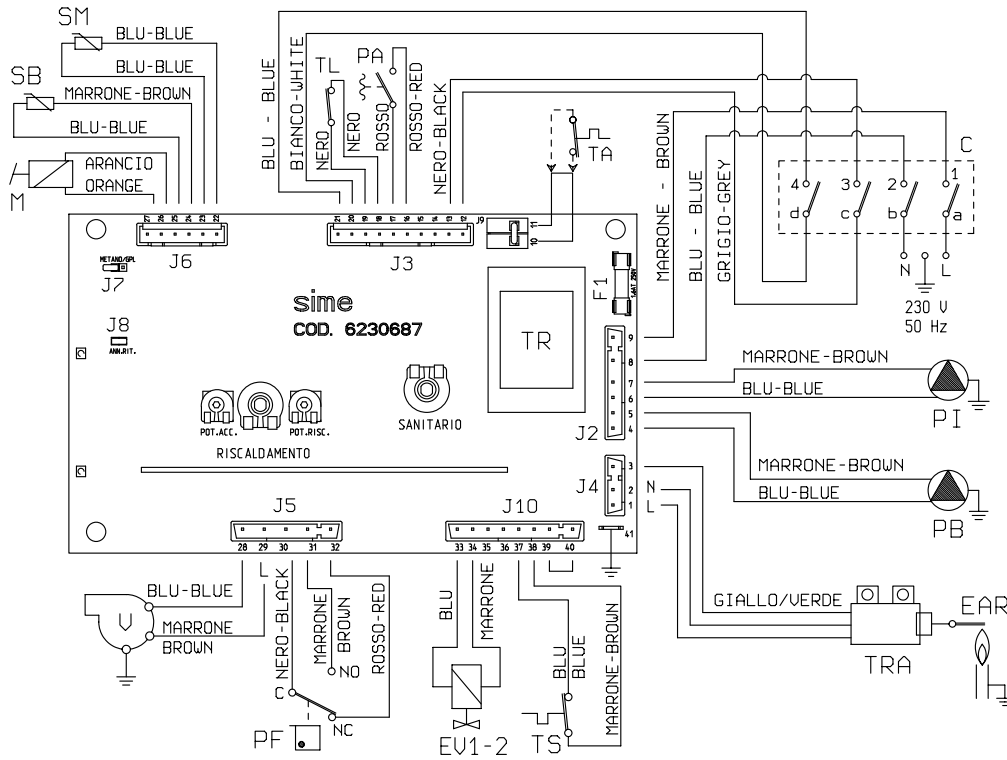 SM
BLU-BLUE
BLU-BLUE
SB
MARRONE-BROWN
BLU-BLUE
M
ARANCIO
ORANGE
BLU - BLUE
BIANCO-WHITE
TL
NERO
NERO
PA
ROSSO
ROSSO-RED
NERO-BLACK
TA
MARRONE - BROWN
BLU - BLUE
GRIGIO-GREY
C
4 3 2 1
d c b a
N L
230 V
50 Hz
27 26 25 24 23 22
J6
21 20 19 18 17 16 15 14 13 12
J3
J9
11
10
METANO/GPL
J7
J8
ANN.RIT.
sime
COD. 6230687
TR
F1
1.6AT 250V
POT.ACC.
POT.RISC.
RISCALDAMENTO
SANITARIO
9
8
7
6
5
4
J2
MARRONE-BROWN
BLU-BLUE
PI
MARRONE-BROWN
BLU-BLUE
PB
3
2 N
1 L
J4
41
J5
28 29 30 31 32
J10
33 34 35 36 37 38 39 40
BLU-BLUE
L
V
MARRONE
BROWN
NERO-BLACK
MARRONE
BROWN
ROSSO-RED
NO
C
NC
PF
BLU
MARRONE
EV1-2
BLU
BLUE
MARRONE-BROWN
TS
GIALLO/VERDE
TRA
EAR